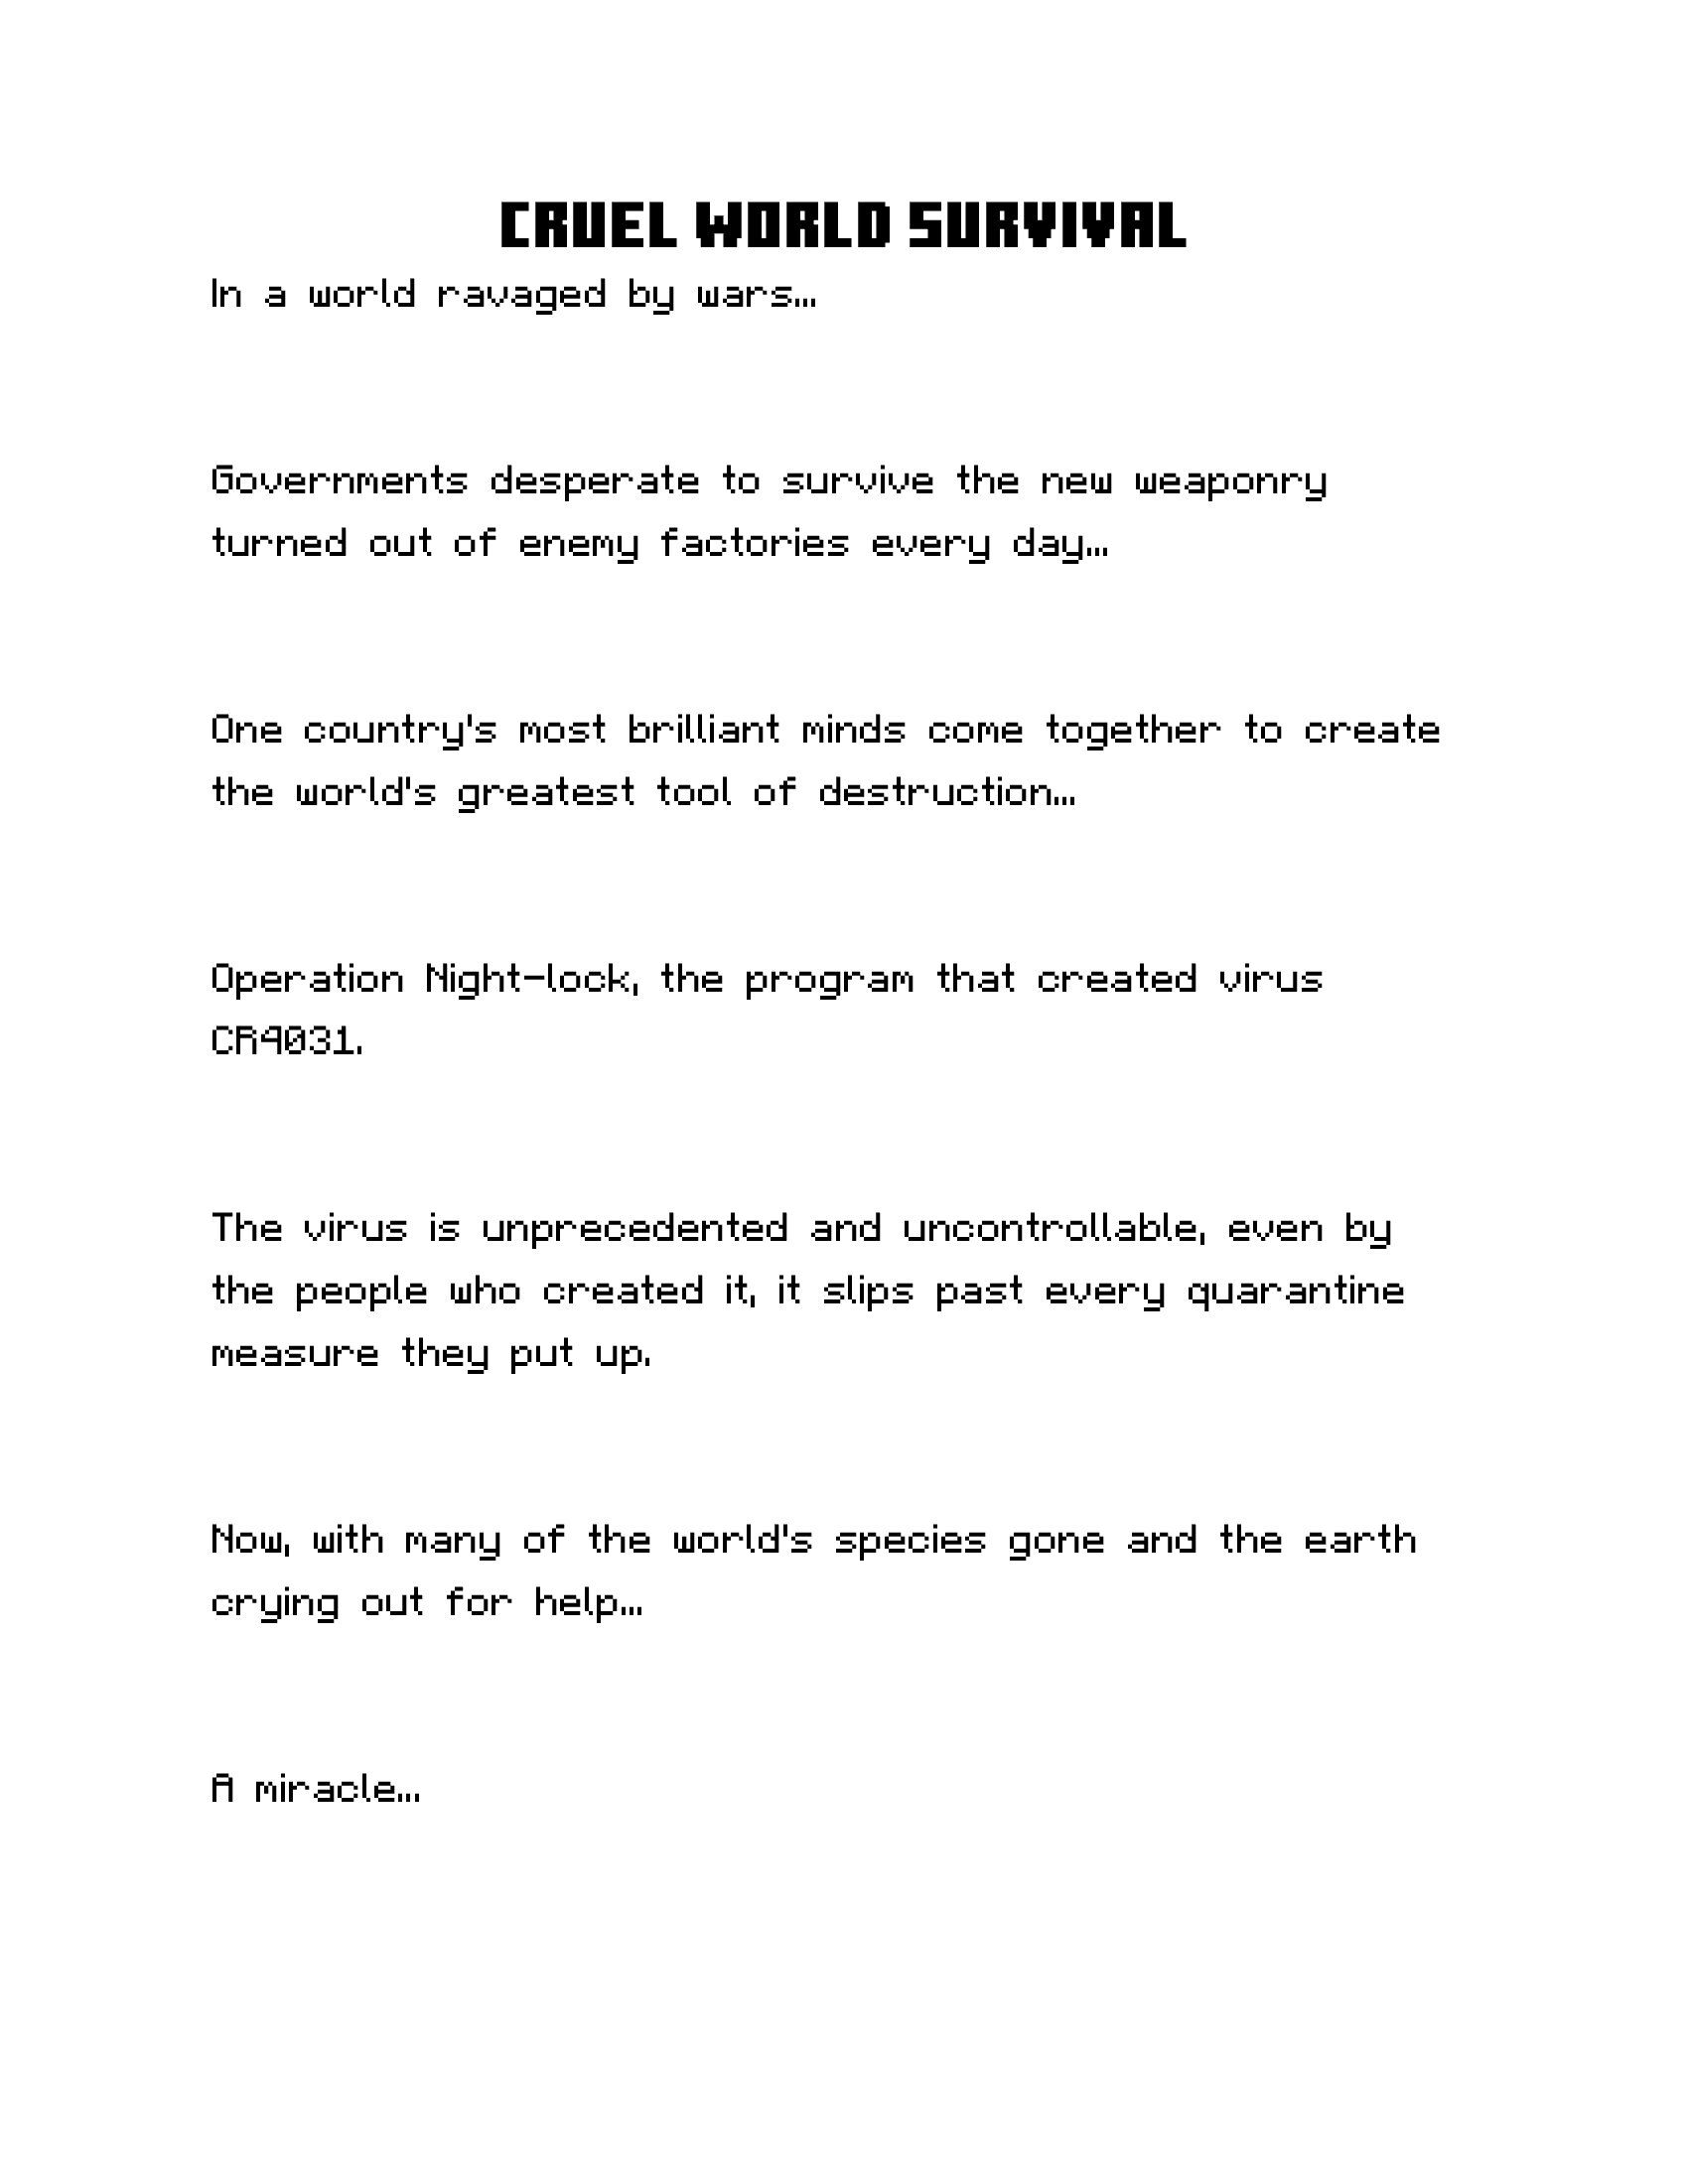 CRUEL WORLD SURVIVAL
In a world ravaged by wars...
Governments desperate to survive the new weaponry
turned out of enemy factories every day...
One country's most brilliant minds come together to create
the world's greatest tool of destruction...
Operation Night-lock, the program that created virus
CR4031.
The virus is unprecedented and uncontrollable, even by
the people who created it, it slips past every quarantine
measure they put up.
Now, with many of the world's species gone and the earth
crying out for help...
A miracle...